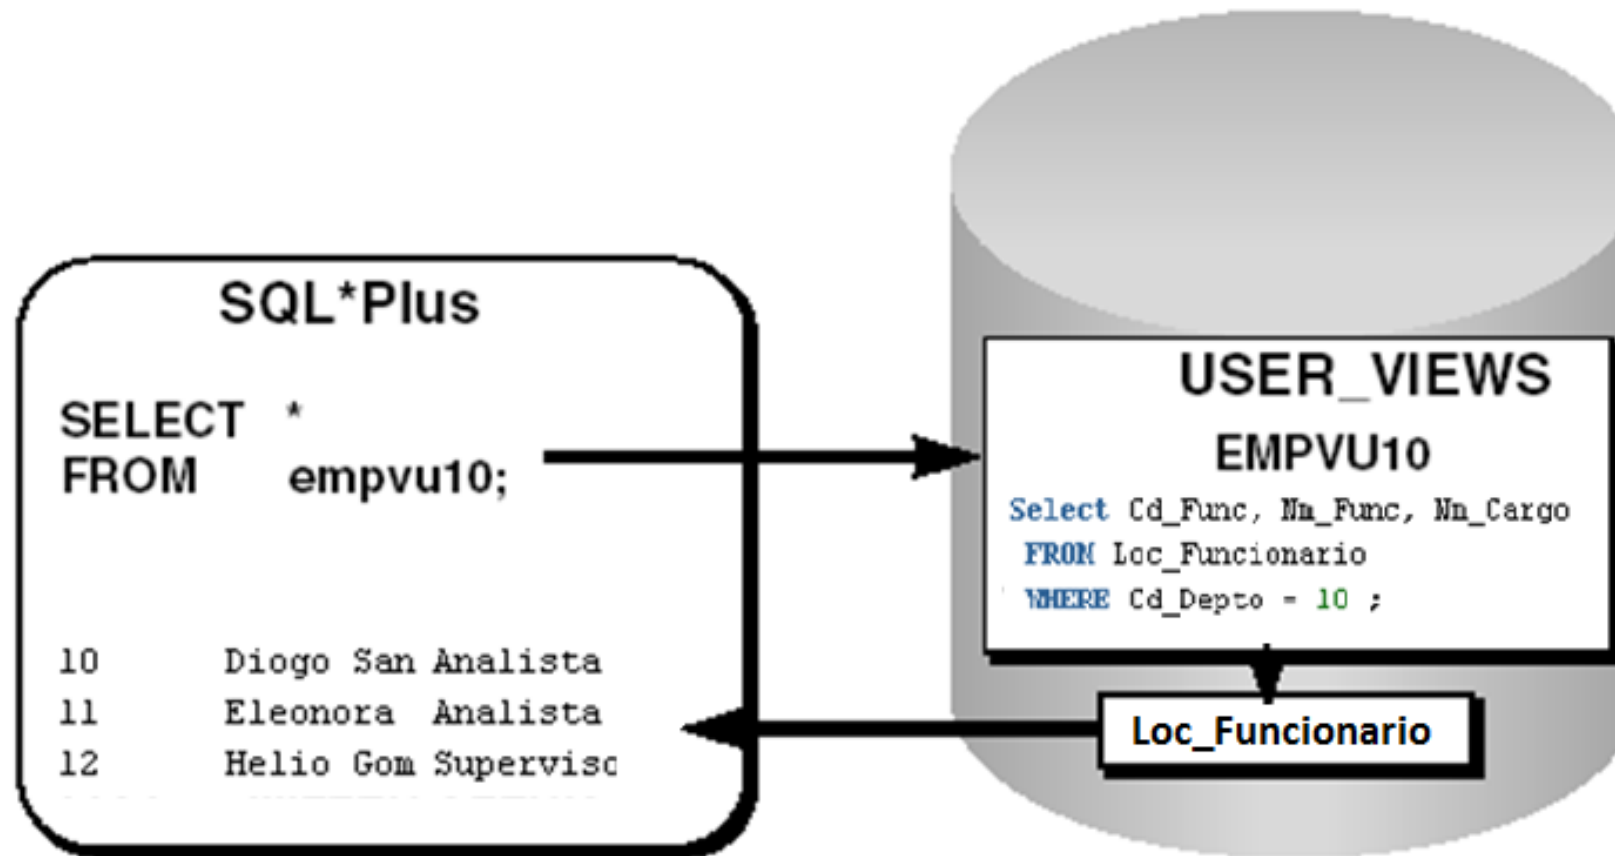 SQL*Plus
SELECT *
FROM empvu10;
10 Diogo San Analista
11 Eleonora Analista
12 Helio Gom Superviso
USER_VIEWS
EMPVU10
Select Cd_Func, Nm_Func, Nm_Cargo
FROM Loc_Funcionario
WHERE Cd_Depto = 10 ;
Loc_Funcionario